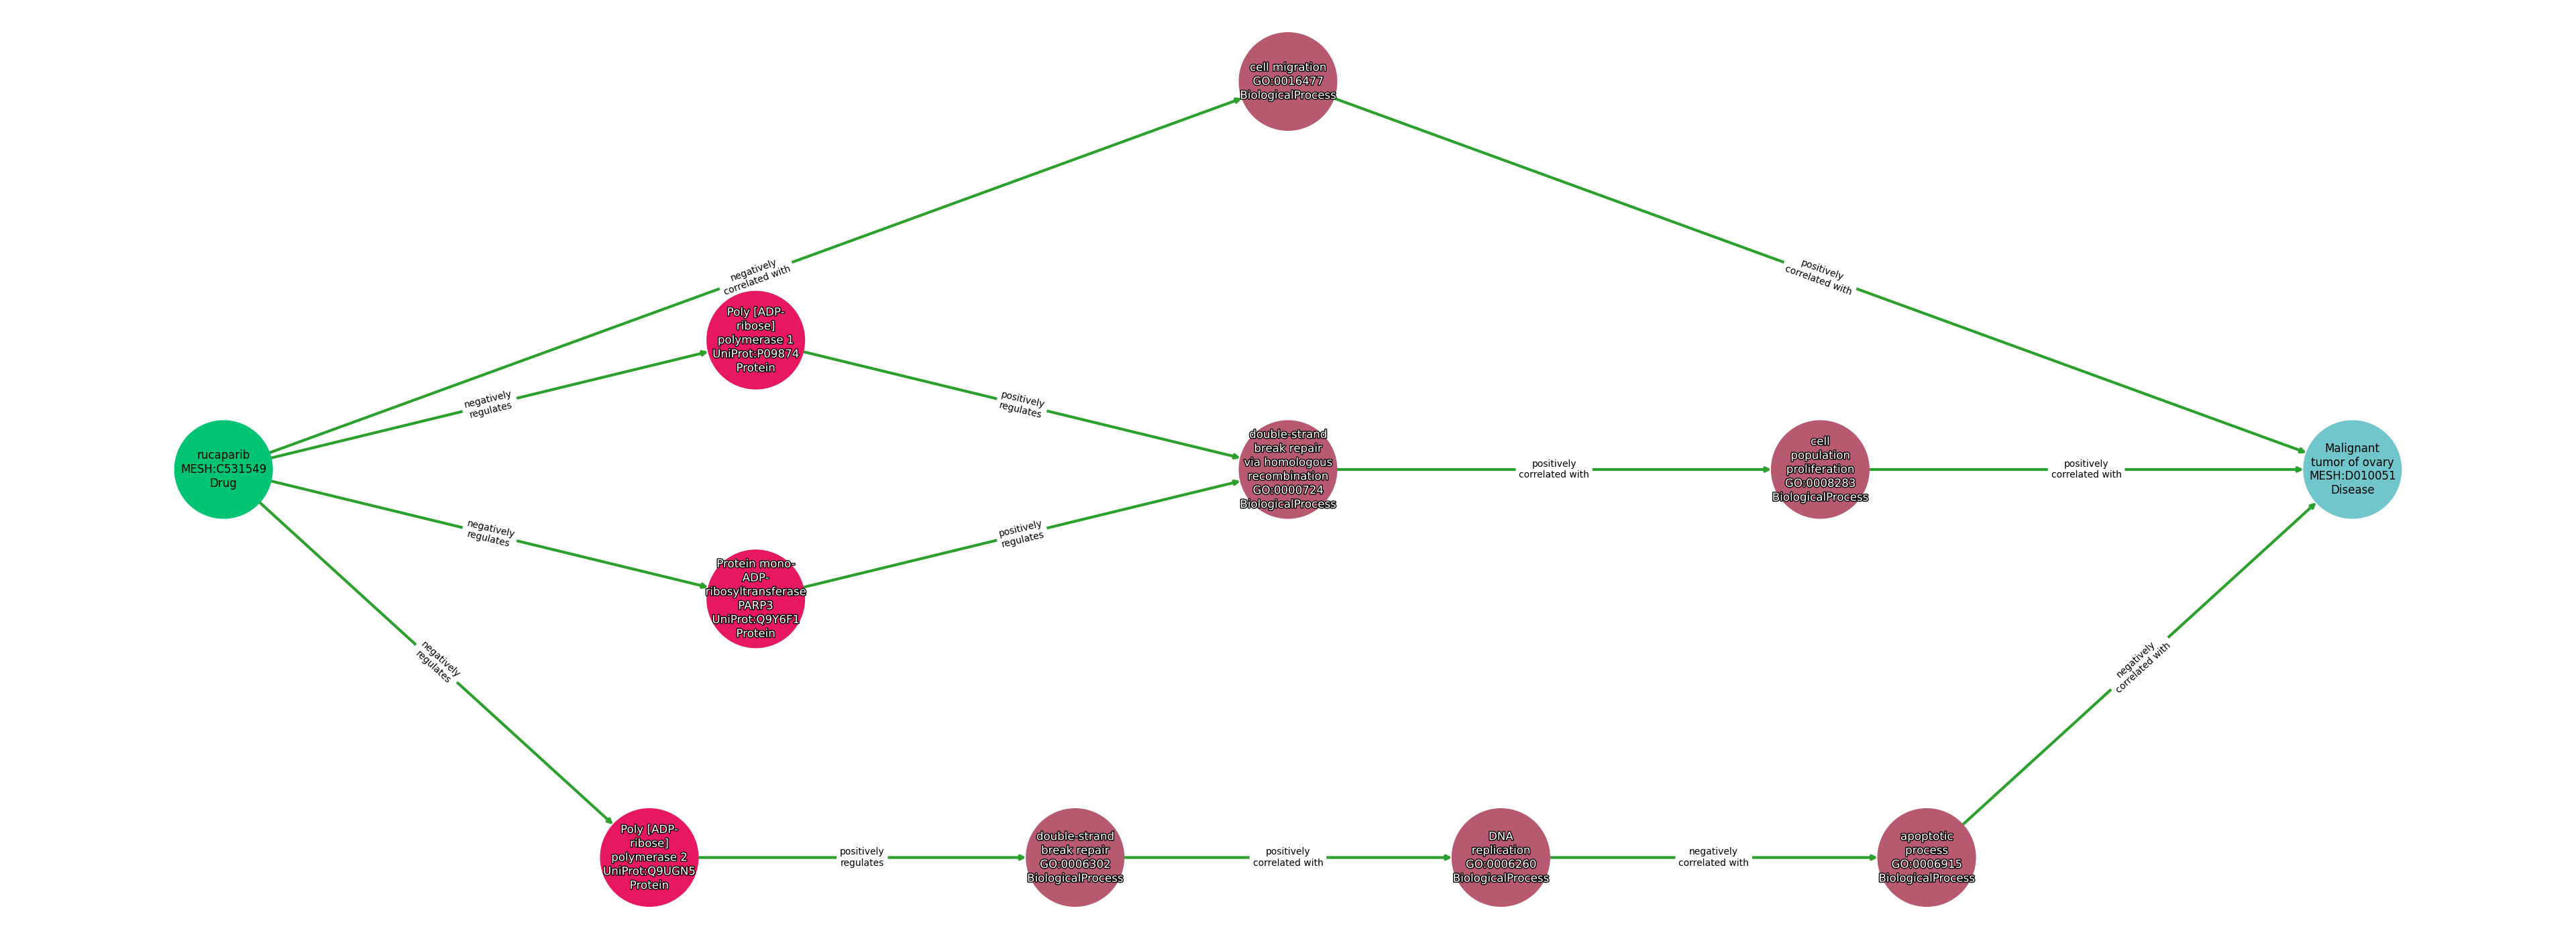 cell migration
GO:0016477
BiologicalProcess
negatively
correlated with
positively
correlated with
Poly [ADP-
ribose]
polymerase 1
UniProt:P09874
Protein
negatively
regulates
positively
regulates
rucaparib
MESH:C531549
Drug
double-strand
break repair
via homologous
recombination
GO:0000724
BiologicalProcess
positively
correlated with
cell
population
proliferation
GO:0008283
BiologicalProcess
positively
correlated with
Malignant
tumor of ovary
MESH:D010051
Disease
negatively
regulates
positively
regulates
Protein mono-
ADP-
ribosyltransferase
PARP3
UniProt:Q9Y6F1
Protein
negatively
regulates
negatively
correlated with
Poly [ADP-
ribose]
polymerase 2
UniProt:Q9UGN5
Protein
positively
regulates
double-strand
break repair
GO:0006302
BiologicalProcess
positively
correlated with
DNA
replication
GO:0006260
BiologicalProcess
negatively
correlated with
apoptotic
process
GO:0006915
BiologicalProcess